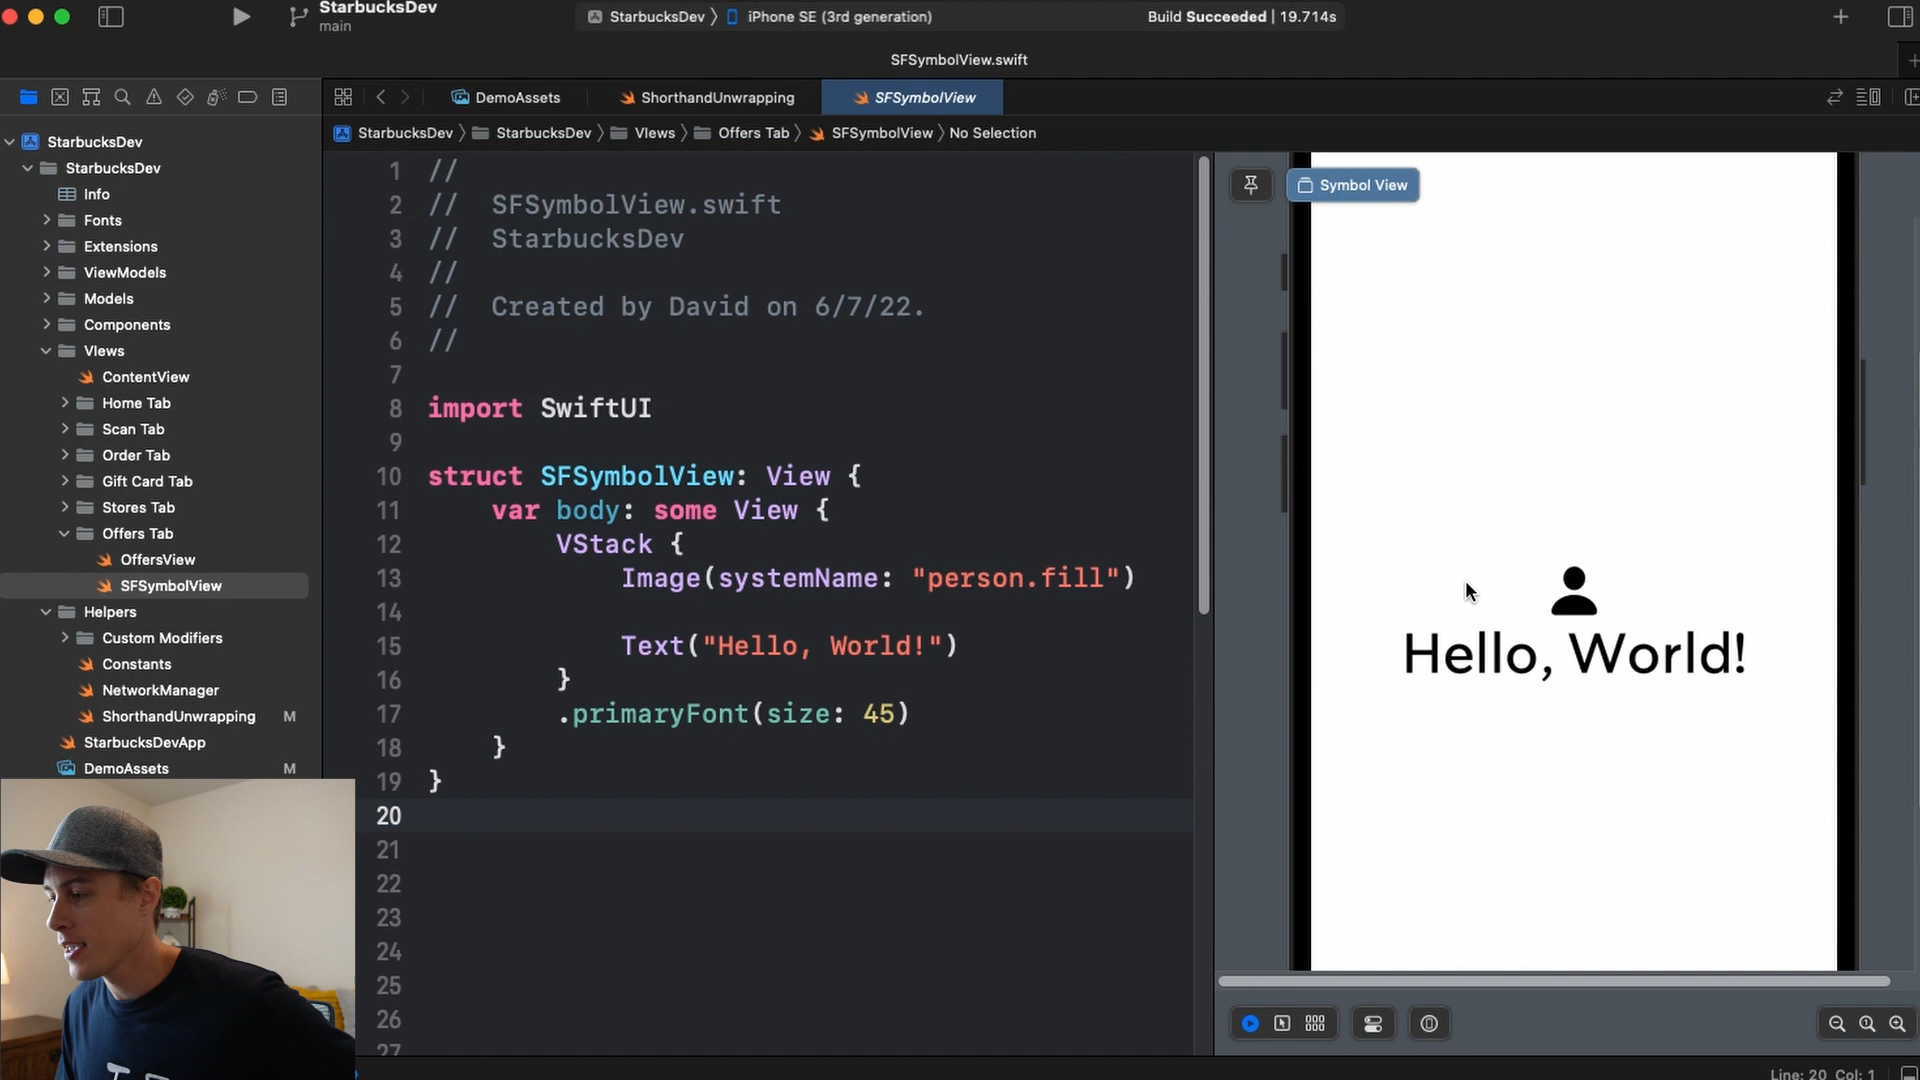 StarbucksDev
main
StarbucksDev 〉 iPhone SE (3rd generation)
Build Succeeded | 19.714s
SFSymbolView.swift
DemoAssets
ShorthandUnwrapping
SFSymbolView
StarbucksDev 〉 StarbucksDev 〉 VIews 〉 Offers Tab 〉 SFSymbolView 〉 No Selection
StarbucksDev
StarbucksDev
Info
Fonts
Extensions
ViewModels
Models
Components
VIews
ContentView
Home Tab
Scan Tab
Order Tab
Gift Card Tab
Stores Tab
Offers Tab
OffersView
SFSymbolView
Helpers
Custom Modifiers
Constants
NetworkManager
ShorthandUnwrapping M
StarbucksDevApp
DemoAssets M
1 //
2 //  SFSymbolView.swift
3 //  StarbucksDev
4 //
5 //  Created by David on 6/7/22.
6 //
7
8 import SwiftUI
9
10 struct SFSymbolView: View {
11     var body: some View {
12         VStack {
13             Image(systemName: "person.fill")
14
15             Text("Hello, World!")
16         }
17         .primaryFont(size: 45)
18     }
19 }
20
21
22
23
24
25
26
27
Symbol View
Hello, World!
Line: 20 Col: 1